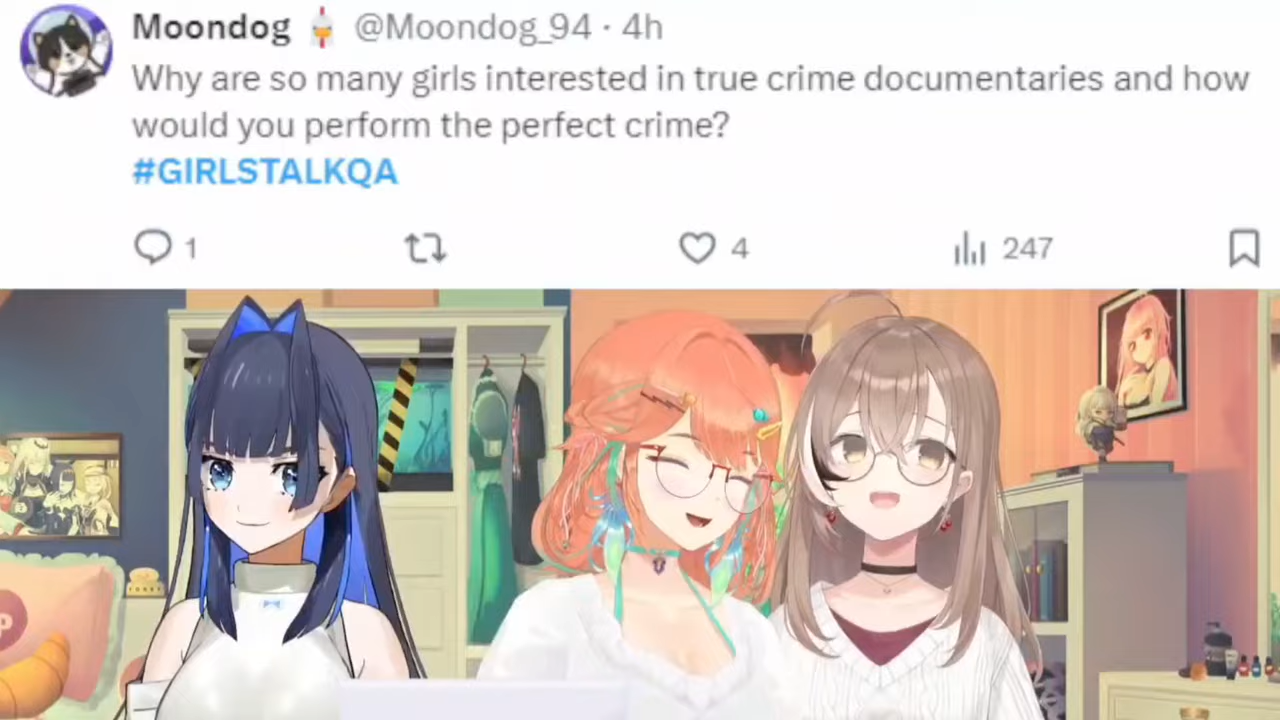 Moondog @Moondog_94 · 4h
Why are so many girls interested in true crime documentaries and how
would you perform the perfect crime?
#GIRLSTALKQA
1 4 247
P